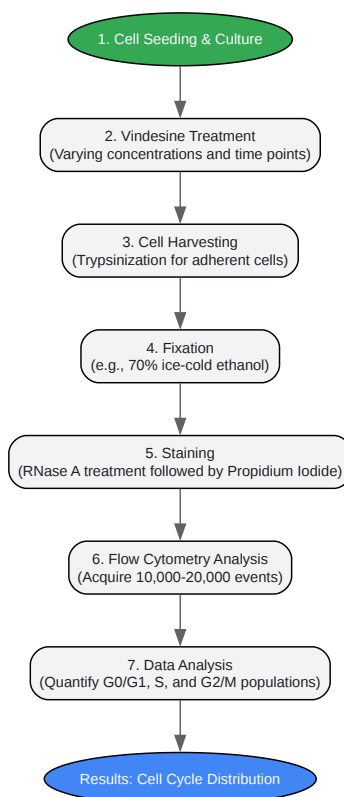 1. Cell Seeding & Culture
2. Vindesine Treatment
(Varying concentrations and time points)
3. Cell Harvesting
(Trypsinization for adherent cells)
4. Fixation
(e.g., 70% ice-cold ethanol)
5. Staining
(RNase A treatment followed by Propidium Iodide)
6. Flow Cytometry Analysis
(Acquire 10,000-20,000 events)
7. Data Analysis
(Quantify G0/G1, S, and G2/M populations)
Results: Cell Cycle Distribution